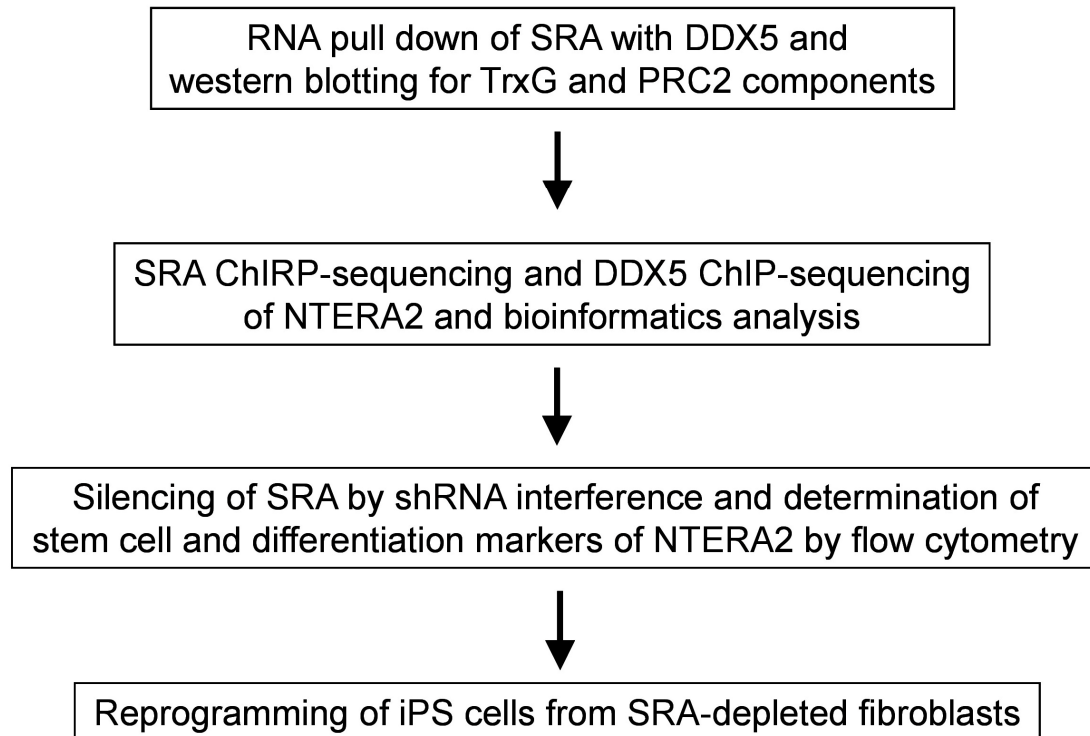 RNA pull down of SRA with DDX5 and
western blotting for TrxG and PRC2 components
SRA ChIRP-sequencing and DDX5 ChIP-sequencing
of NTERA2 and bioinformatics analysis
Silencing of SRA by shRNA interference and determination of
stem cell and differentiation markers of NTERA2 by flow cytometry
Reprogramming of iPS cells from SRA-depleted fibroblasts